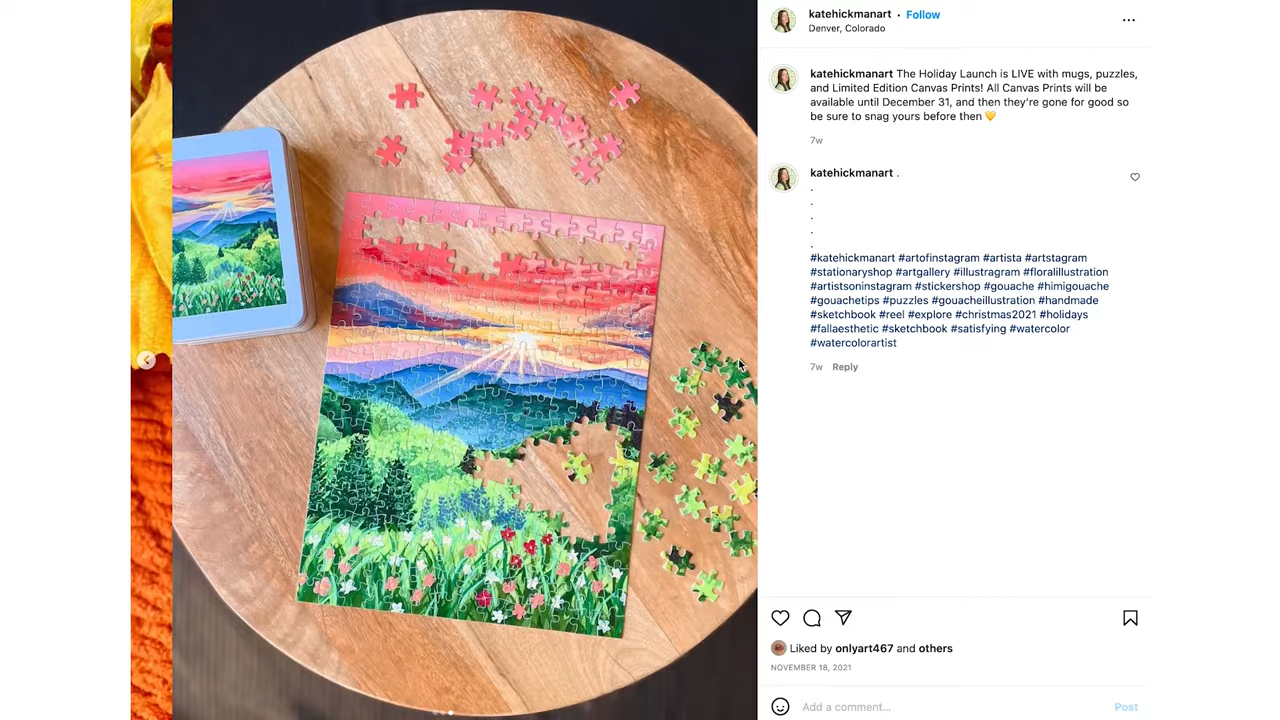 katehickmanart • Follow
Denver, Colorado
katehickmanart The Holiday Launch is LIVE with mugs, puzzles,
and Limited Edition Canvas Prints! All Canvas Prints will be
available until December 31, and then they're gone for good so
be sure to snag yours before then 💛
7w
katehickmanart .
.
.
.
.
.
#katehickmanart #artofinstagram #artista #artstagram
#stationaryshop #artgallery #illustragram #floralillustration
#artistsoninstagram #stickershop #gouache #himigouache
#gouachetips #puzzles #gouacheillustration #handmade
#sketchbook #reel #explore #christmas2021 #holidays
#fallaesthetic #sketchbook #satisfying #watercolor
#watercolorartist
7w Reply
Liked by onlyart467 and others
NOVEMBER 18, 2021
Add a comment... Post